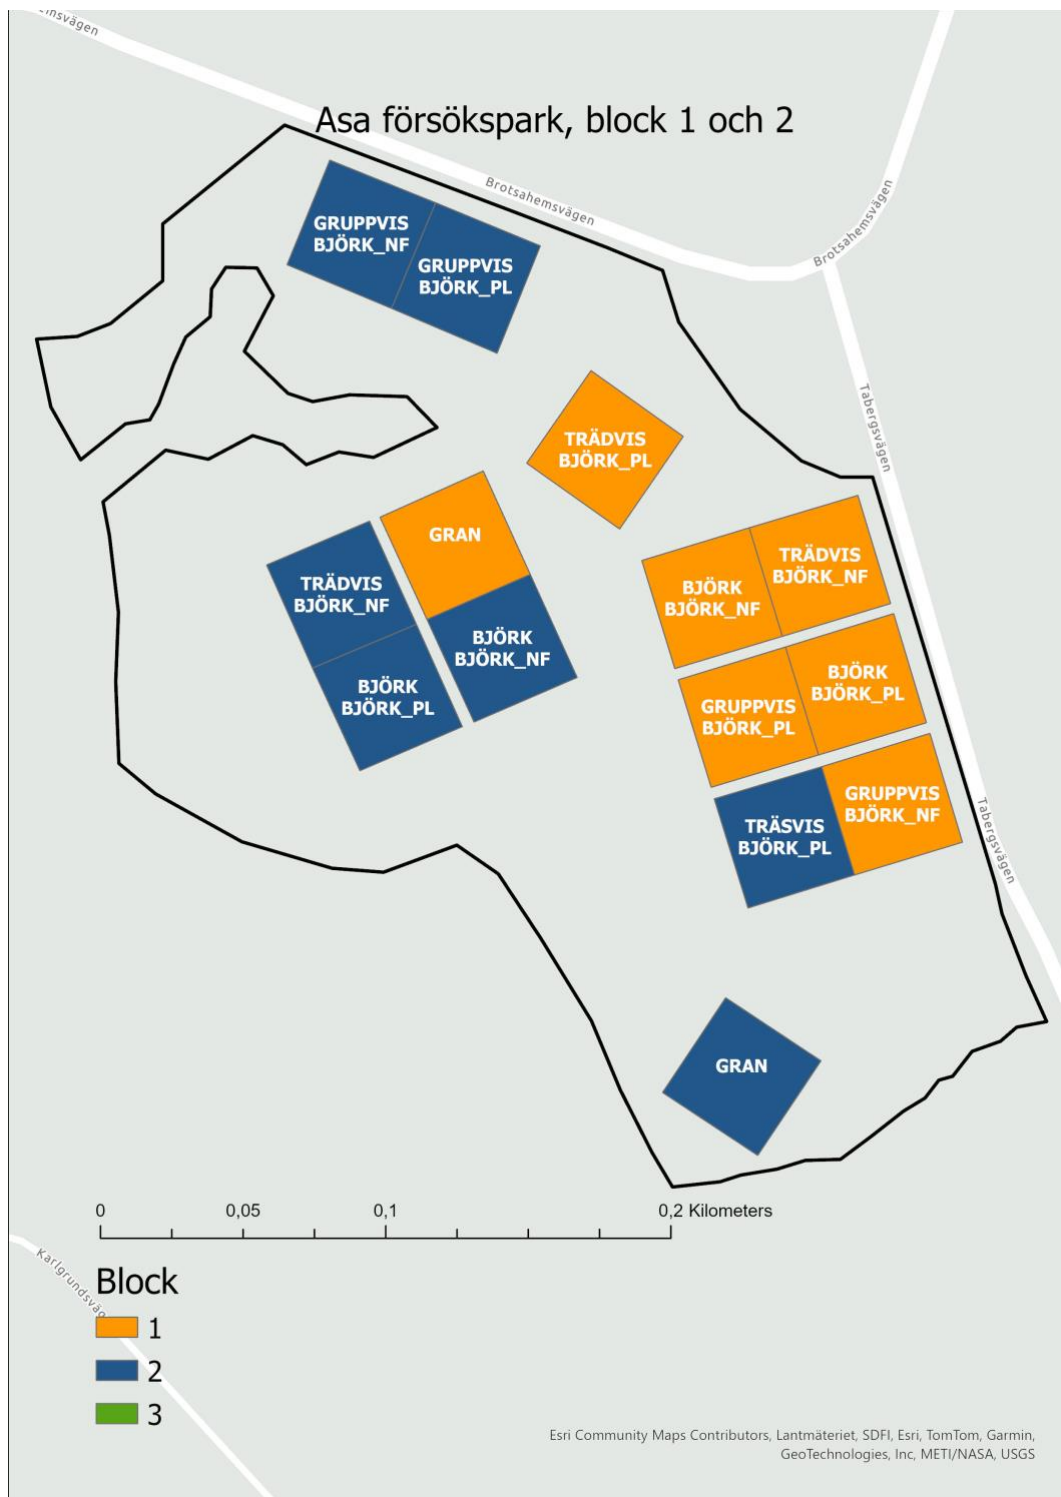 emsvägen
Asa försökspark, block 1 och 2
Brotsahemsvägen
Brotsahemsvägen
GRUPPVIS
BJÖRK_NF
GRUPPVIS
BJÖRK_PL
Tabergsvägen
TRÄDVIS
BJÖRK_PL
GRAN
TRÄDVIS
BJÖRK_NF
BJÖRK
BJÖRK_NF
TRÄDVIS
BJÖRK_NF
BJÖRK
BJÖRK_NF
BJÖRK
BJÖRK_PL
BJÖRK
BJÖRK_PL
GRUPPVIS
BJÖRK_PL
GRUPPVIS
BJÖRK_NF
TRÄSVIS
BJÖRK_PL
Tabergsvägen
GRAN
0 0,05 0,1 0,2 Kilometers
Karlgrundsväg
Block
1
2
3
Esri Community Maps Contributors, Lantmäteriet, SDFI, Esri, TomTom, Garmin,
GeoTechnologies, Inc, METI/NASA, USGS